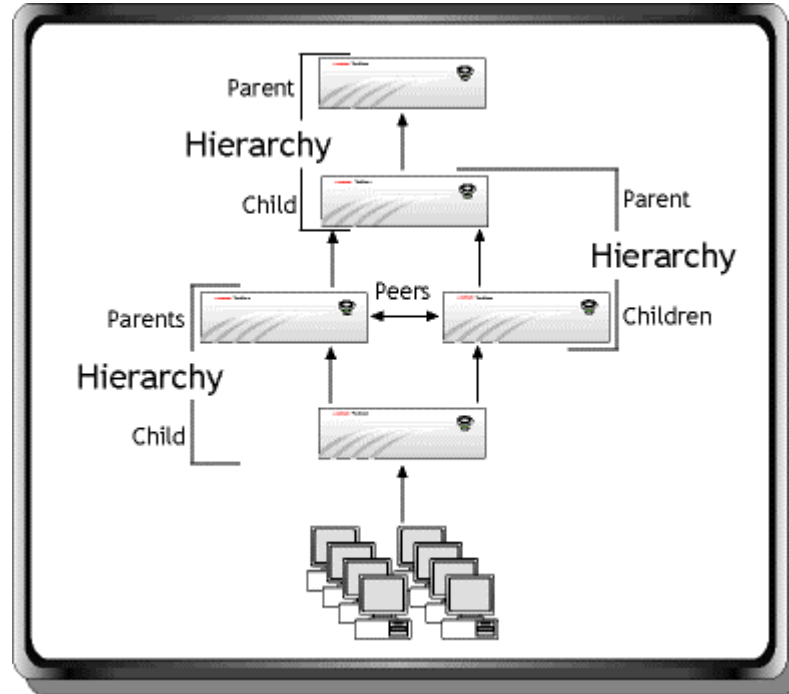 Parent
Hierarchy
Child
Parent
Hierarchy
Children
Peers
Parents
Hierarchy
Child